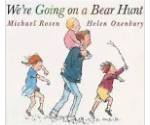 We're Going on a Bear Hunt
Michael Rosen Helen Oxenbury